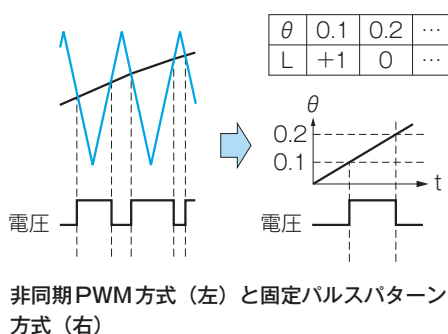 θ 0.1 0.2 …
L +1 0 …
θ
0.2
0.1
t
電圧
電圧
非同期PWM方式（左）と固定パルスパターン
方式（右）